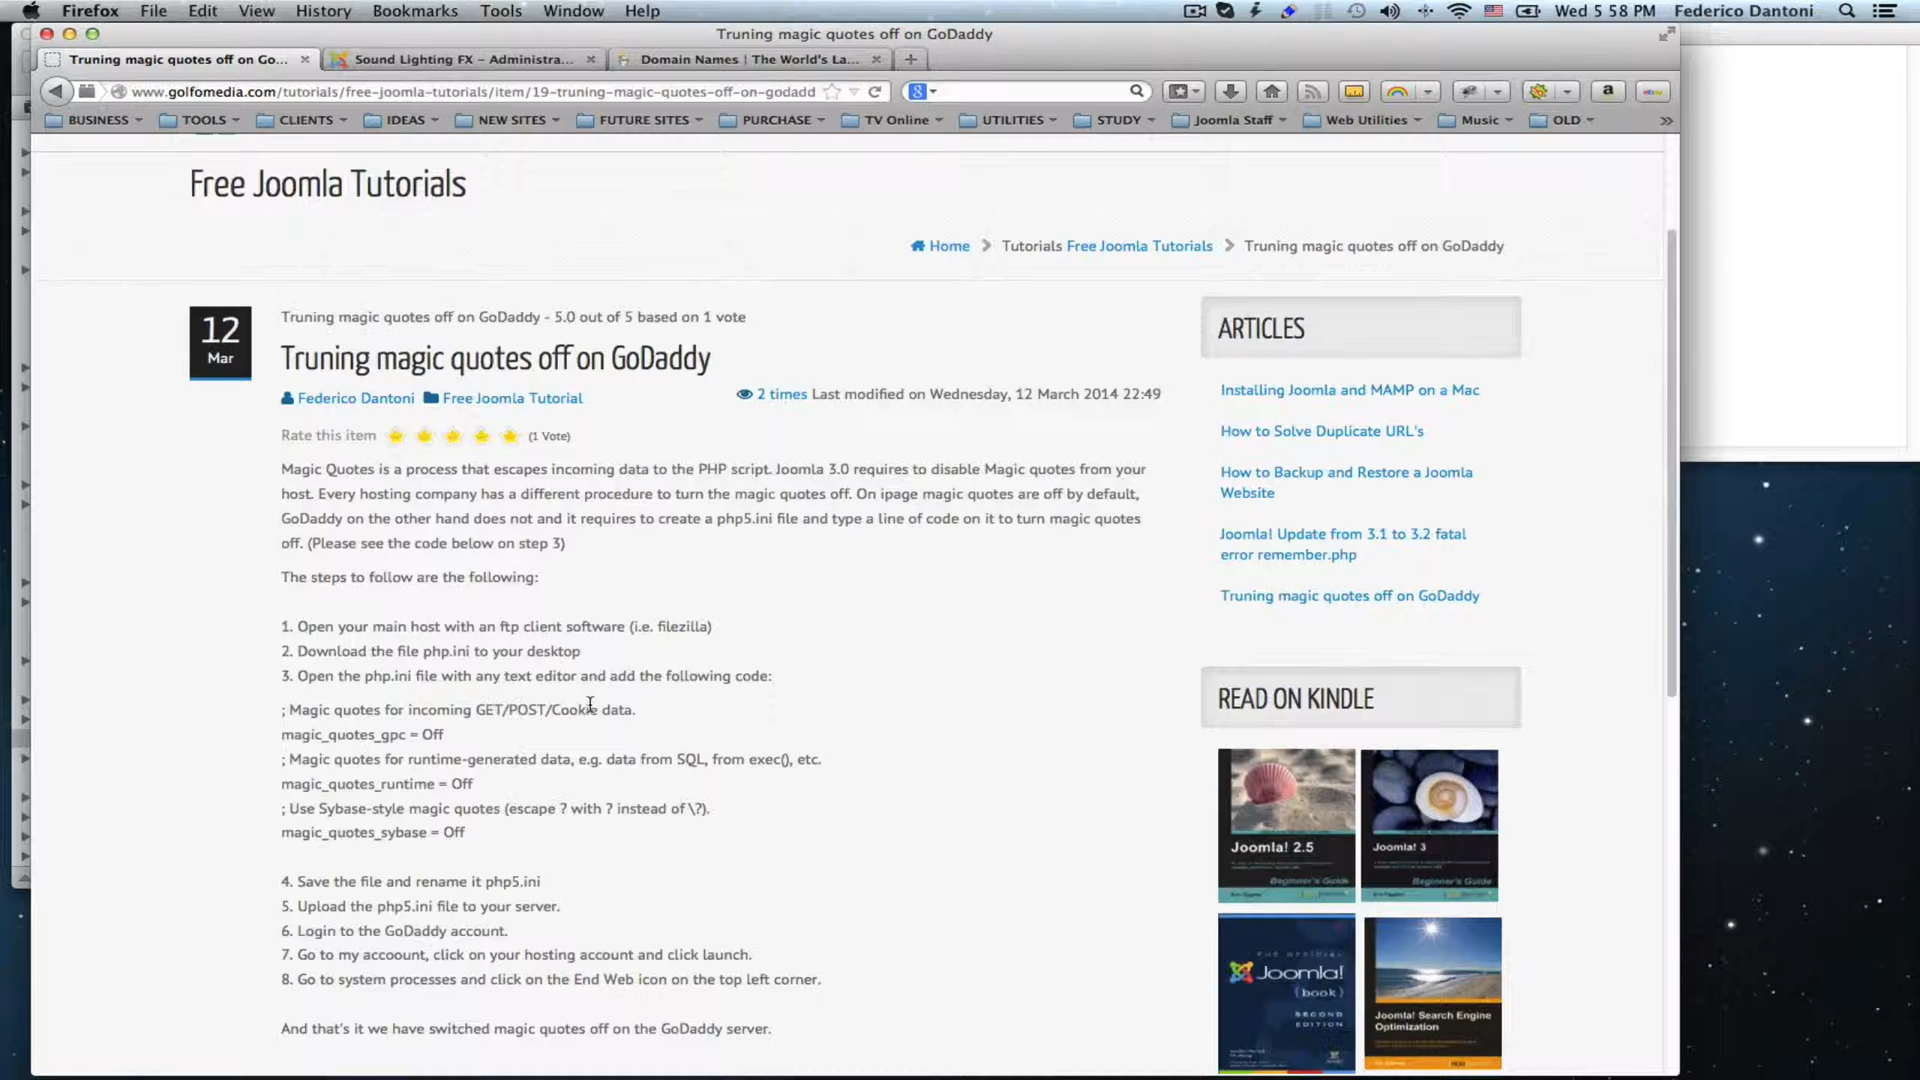 Firefox File Edit View History Bookmarks Tools Window Help Wed 5 58 PM Federico Dantoni
Truning magic quotes off on GoDaddy
Truning magic quotes off on Go... Sound Lighting FX – Administra... Domain Names | The World's La...
www.golfomedia.com/tutorials/free-joomla-tutorials/item/19-truning-magic-quotes-off-on-godadd
BUSINESS TOOLS CLIENTS IDEAS NEW SITES FUTURE SITES PURCHASE TV Online UTILITIES STUDY Joomla Staff Web Utilities Music OLD
Free Joomla Tutorials
Home Tutorials Free Joomla Tutorials Truning magic quotes off on GoDaddy
12
Mar
Truning magic quotes off on GoDaddy - 5.0 out of 5 based on 1 vote
Truning magic quotes off on GoDaddy
Federico Dantoni Free Joomla Tutorial 2 times Last modified on Wednesday, 12 March 2014 22:49
Rate this item (1 Vote)
Magic Quotes is a process that escapes incoming data to the PHP script. Joomla 3.0 requires to disable Magic quotes from your
host. Every hosting company has a different procedure to turn the magic quotes off. On ipage magic quotes are off by default,
GoDaddy on the other hand does not and it requires to create a php5.ini file and type a line of code on it to turn magic quotes
off. (Please see the code below on step 3)
The steps to follow are the following:
1. Open your main host with an ftp client software (i.e. filezilla)
2. Download the file php.ini to your desktop
3. Open the php.ini file with any text editor and add the following code:
; Magic quotes for incoming GET/POST/Cookie data.
magic_quotes_gpc = Off
; Magic quotes for runtime-generated data, e.g. data from SQL, from exec(), etc.
magic_quotes_runtime = Off
; Use Sybase-style magic quotes (escape ? with ? instead of \?).
magic_quotes_sybase = Off
4. Save the file and rename it php5.ini
5. Upload the php5.ini file to your server.
6. Login to the GoDaddy account.
7. Go to my accoount, click on your hosting account and click launch.
8. Go to system processes and click on the End Web icon on the top left corner.
And that's it we have switched magic quotes off on the GoDaddy server.
ARTICLES
Installing Joomla and MAMP on a Mac
How to Solve Duplicate URL's
How to Backup and Restore a Joomla
Website
Joomla! Update from 3.1 to 3.2 fatal
error remember.php
Truning magic quotes off on GoDaddy
READ ON KINDLE
Joomla! 2.5
Beginner's Guide
Joomla! 3
Beginner's Guide
THE OFFICIAL
Joomla!
{book}
SECOND
EDITION
Joomla! Search Engine
Optimization